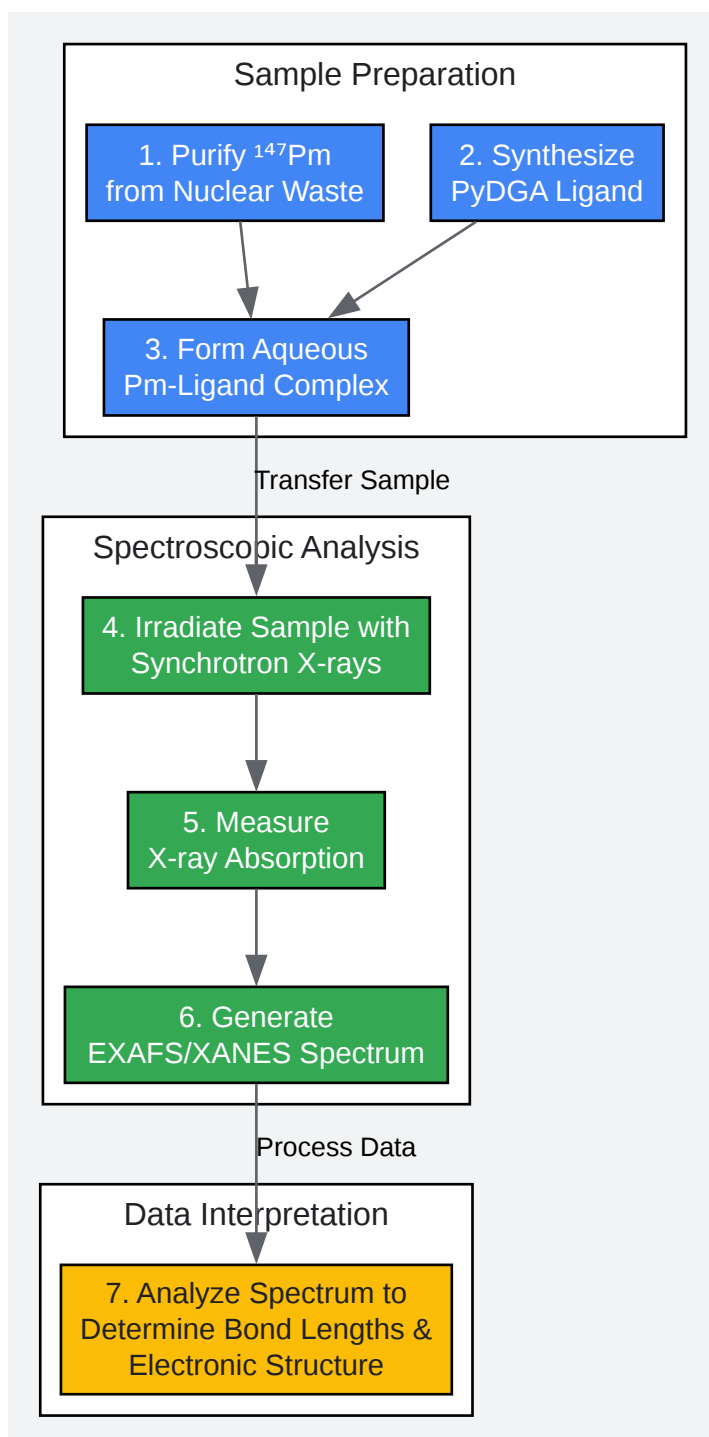 Sample Preparation
1. Purify ¹⁴⁷Pm
from Nuclear Waste
2. Synthesize
PyDGA Ligand
3. Form Aqueous
Pm-Ligand Complex
Transfer Sample
Spectroscopic Analysis
4. Irradiate Sample with
Synchrotron X-rays
5. Measure
X-ray Absorption
6. Generate
EXAFS/XANES Spectrum
Process Data
Data Interpretation
7. Analyze Spectrum to
Determine Bond Lengths &
Electronic Structure